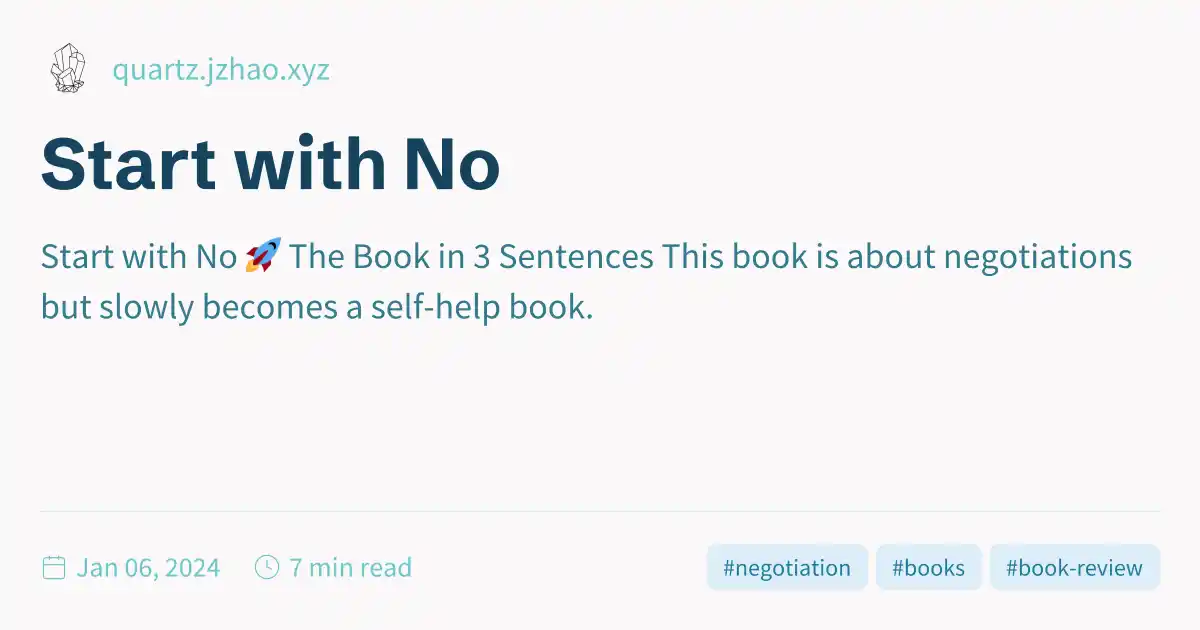 quartz.jzhao.xyz
Start with No
Start with No 🚀 The Book in 3 Sentences This book is about negotiations
but slowly becomes a self-help book.
Jan 06, 2024 7 min read #negotiation #books #book-review